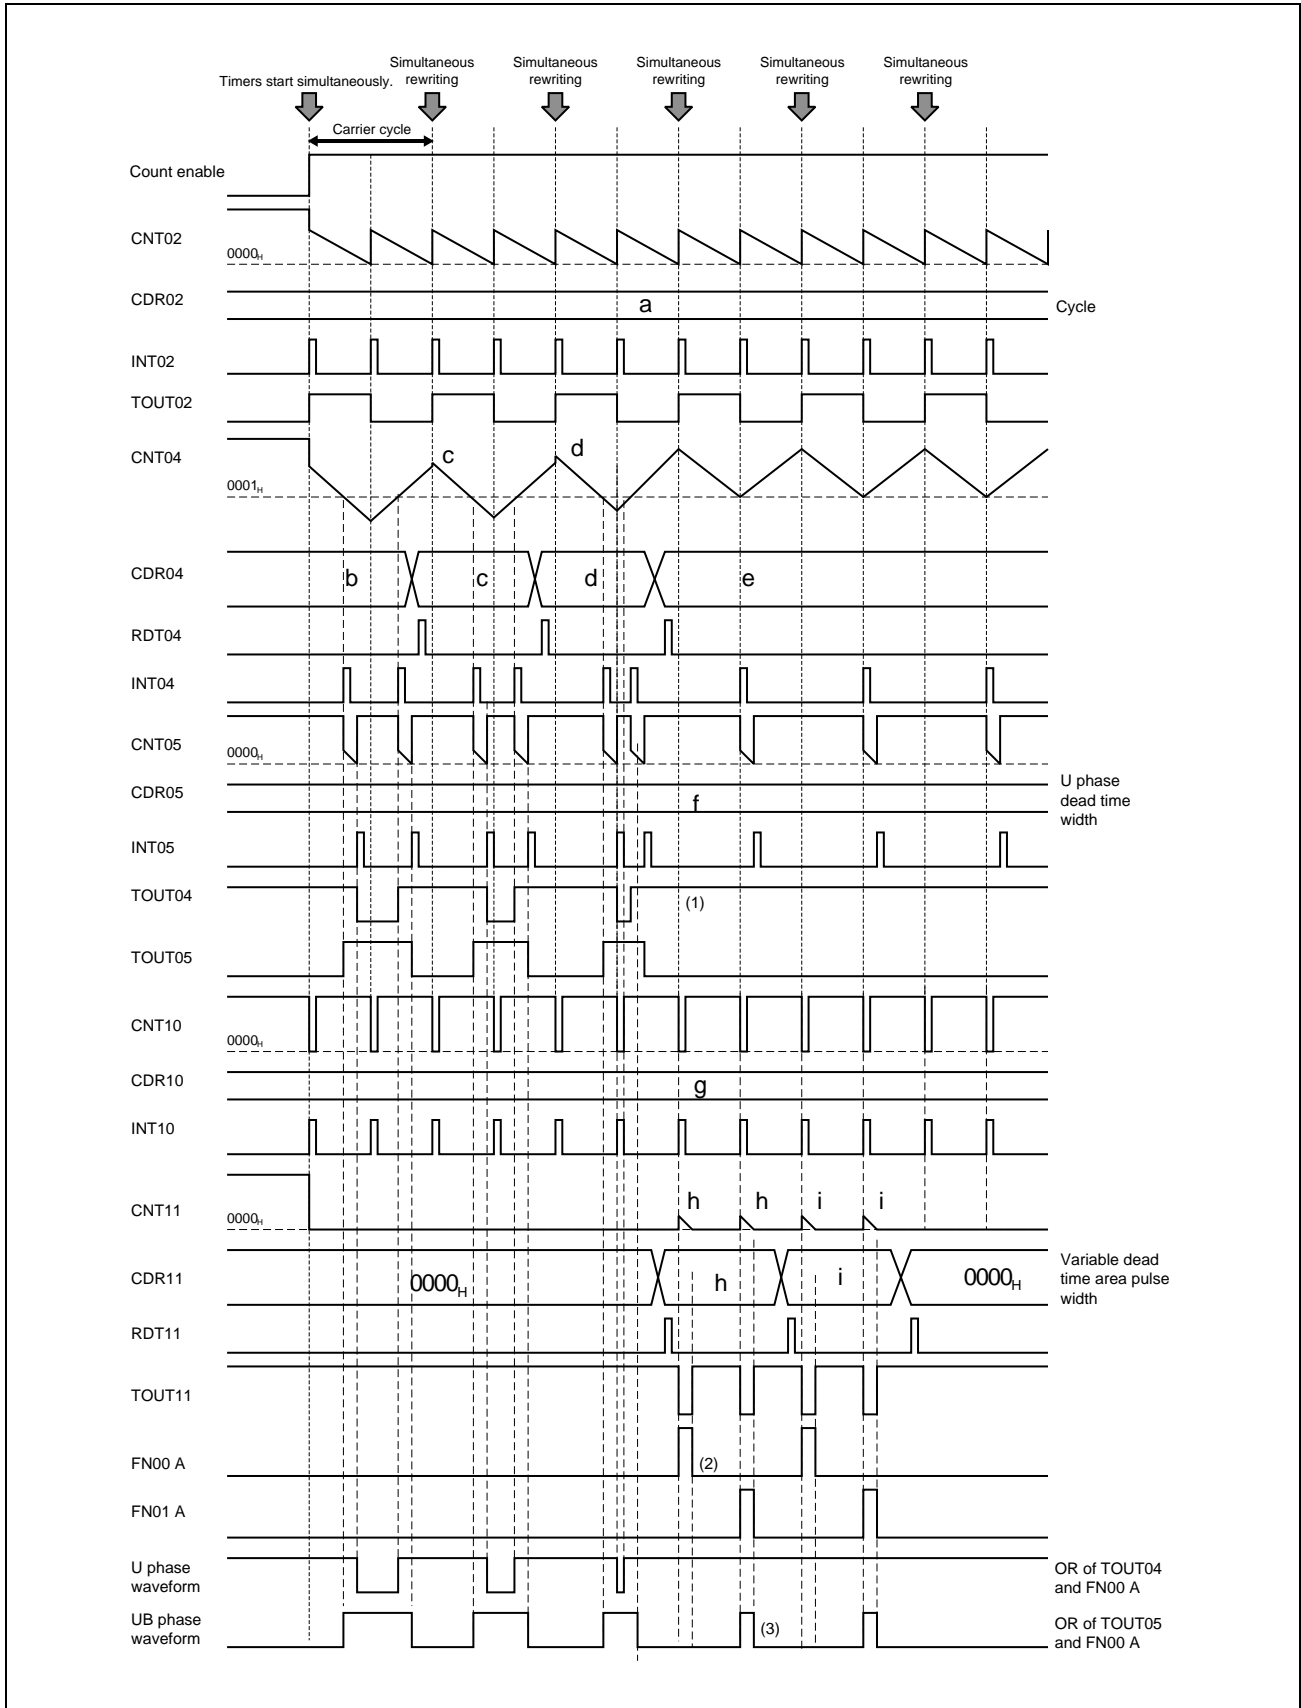 Timers start simultaneously.
Simultaneous
rewriting
Simultaneous
rewriting
Simultaneous
rewriting
Simultaneous
rewriting
Simultaneous
rewriting
Carrier cycle
Count enable
CNT02
0000H
CDR02
a
Cycle
INT02
TOUT02
CNT04
c
d
0001H
CDR04
b
c
d
e
RDT04
INT04
CNT05
0000H
CDR05
f
U phase
dead time
width
INT05
TOUT04
(1)
TOUT05
CNT10
0000H
CDR10
g
INT10
CNT11
h
h
i
i
0000H
CDR11
0000H
h
i
0000H
Variable dead
time area pulse
width
RDT11
TOUT11
FN00 A
(2)
FN01 A
U phase
waveform
OR of TOUT04
and FN00 A
UB phase
waveform
(3)
OR of TOUT05
and FN00 A